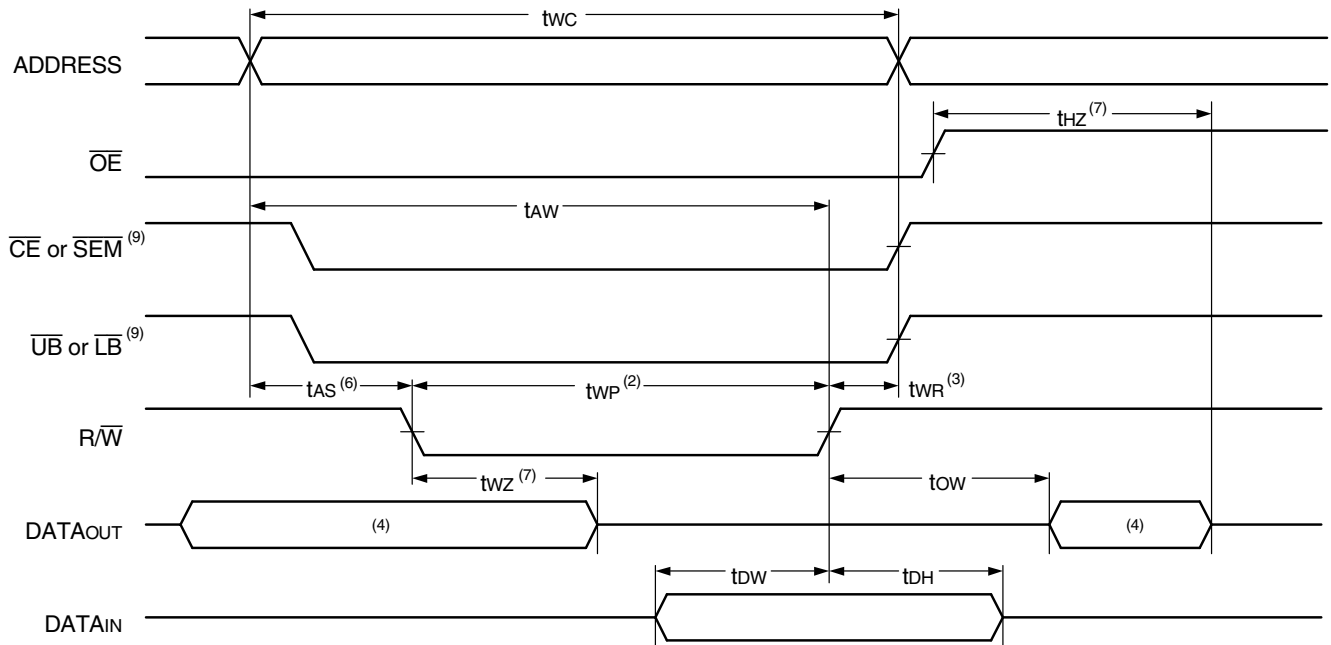 tWC
ADDRESS
tHZ (7)
OE
tAW
CE or SEM (9)
UB or LB (9)
tAS (6)
tWP (2)
tWR (3)
R/W
tWZ (7)
tOW
DATAOUT
(4)
(4)
tDW
tDH
DATAIN